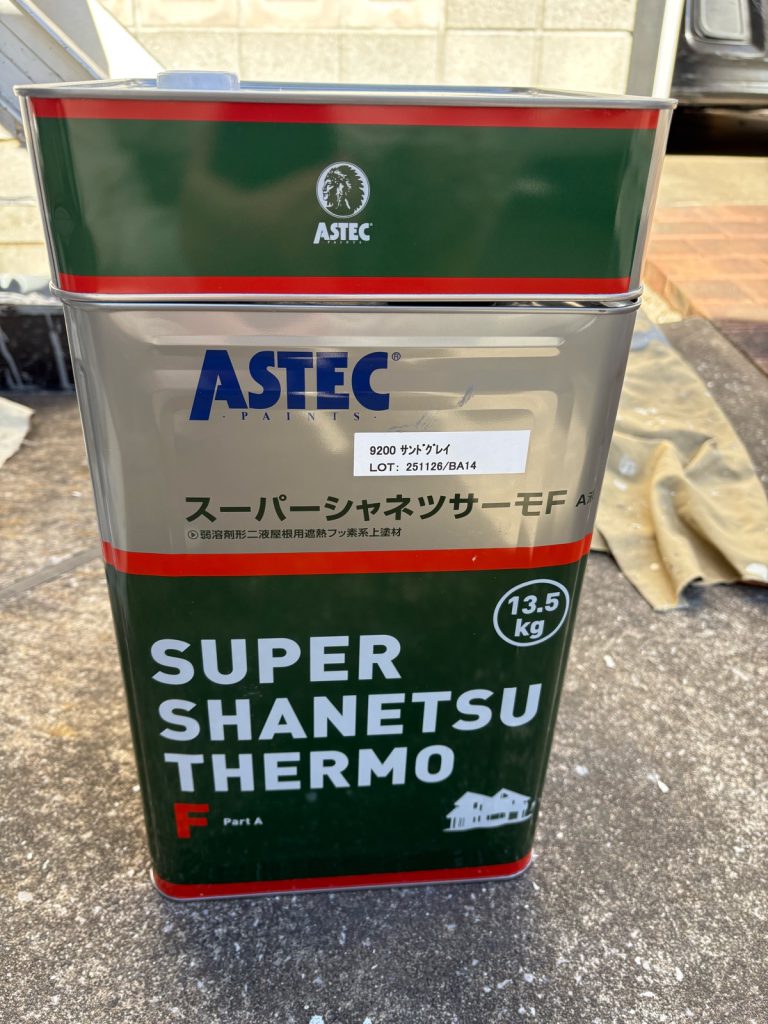 ASTEC
PAINTS
ASTEC®
· PAINTS ·
9200 サンドグレイ
LOT: 251126/BA14
スーパーシャネツサーモF A
弱溶剤形二液屋根用遮熱フッ素系上塗材
13.5
kg
SUPER
SHANETSU
THERMO
F Part A